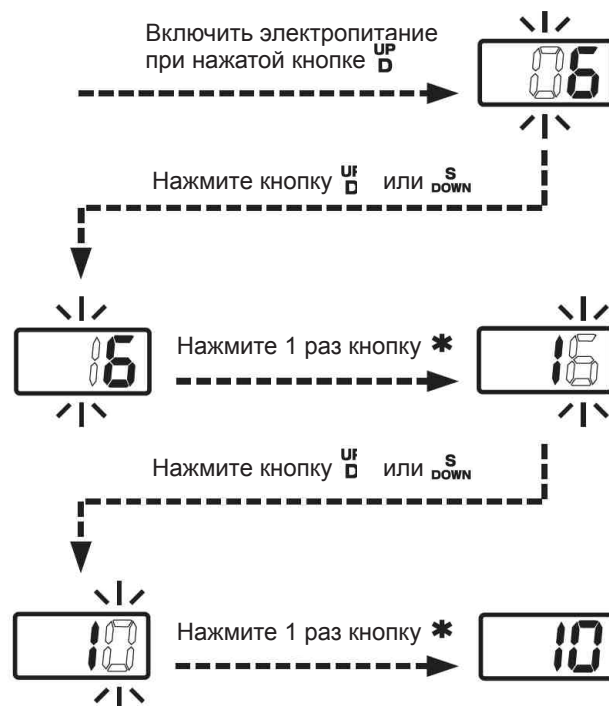 Включить электропитание
при нажатой кнопке UP D
06
Нажмите кнопку UP D или S DOWN
16
Нажмите 1 раз кнопку *
16
Нажмите кнопку UP D или S DOWN
10
Нажмите 1 раз кнопку *
10